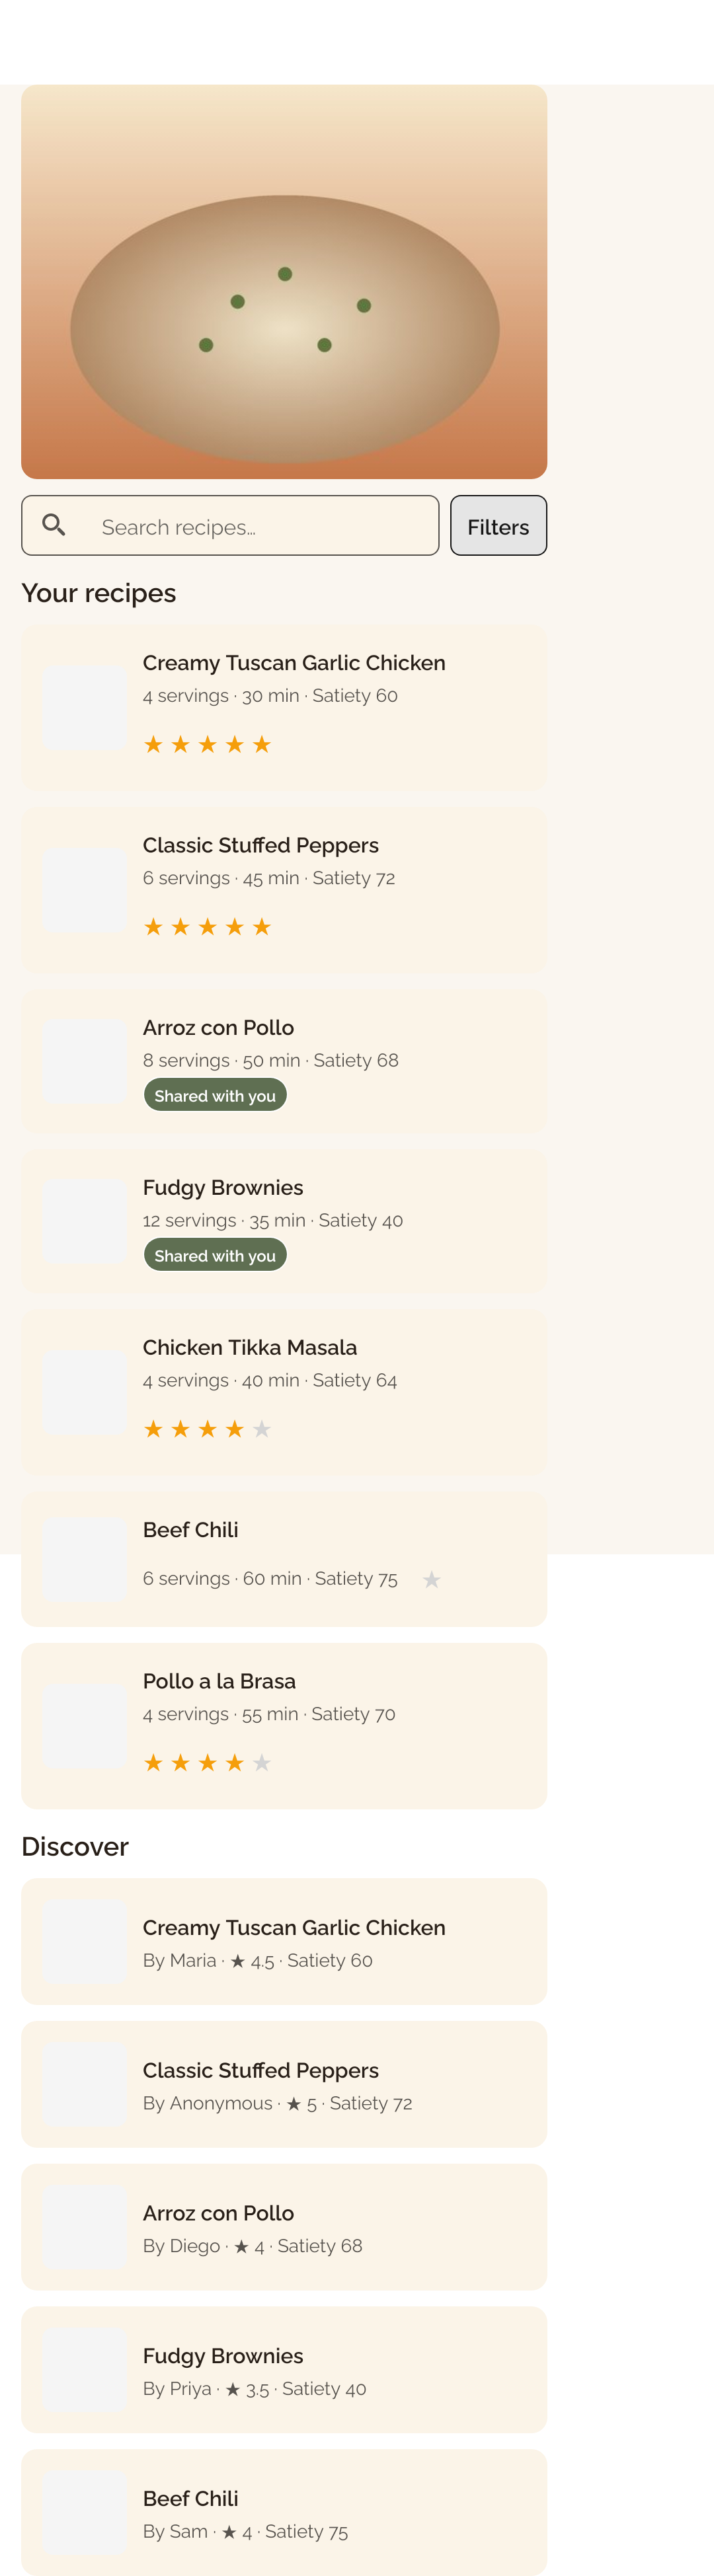 Search recipes...
Filters
Your recipes
Creamy Tuscan Garlic Chicken
4 servings · 30 min · Satiety 60
★ ★ ★ ★ ★
Classic Stuffed Peppers
6 servings · 45 min · Satiety 72
★ ★ ★ ★ ★
Arroz con Pollo
8 servings · 50 min · Satiety 68
Shared with you
Fudgy Brownies
12 servings · 35 min · Satiety 40
Shared with you
Chicken Tikka Masala
4 servings · 40 min · Satiety 64
★ ★ ★ ★ ★
Beef Chili
6 servings · 60 min · Satiety 75 ★
Pollo a la Brasa
4 servings · 55 min · Satiety 70
★ ★ ★ ★ ★
Discover
Creamy Tuscan Garlic Chicken
By Maria · ★ 4.5 · Satiety 60
Classic Stuffed Peppers
By Anonymous · ★ 5 · Satiety 72
Arroz con Pollo
By Diego · ★ 4 · Satiety 68
Fudgy Brownies
By Priya · ★ 3.5 · Satiety 40
Beef Chili
By Sam · ★ 4 · Satiety 75